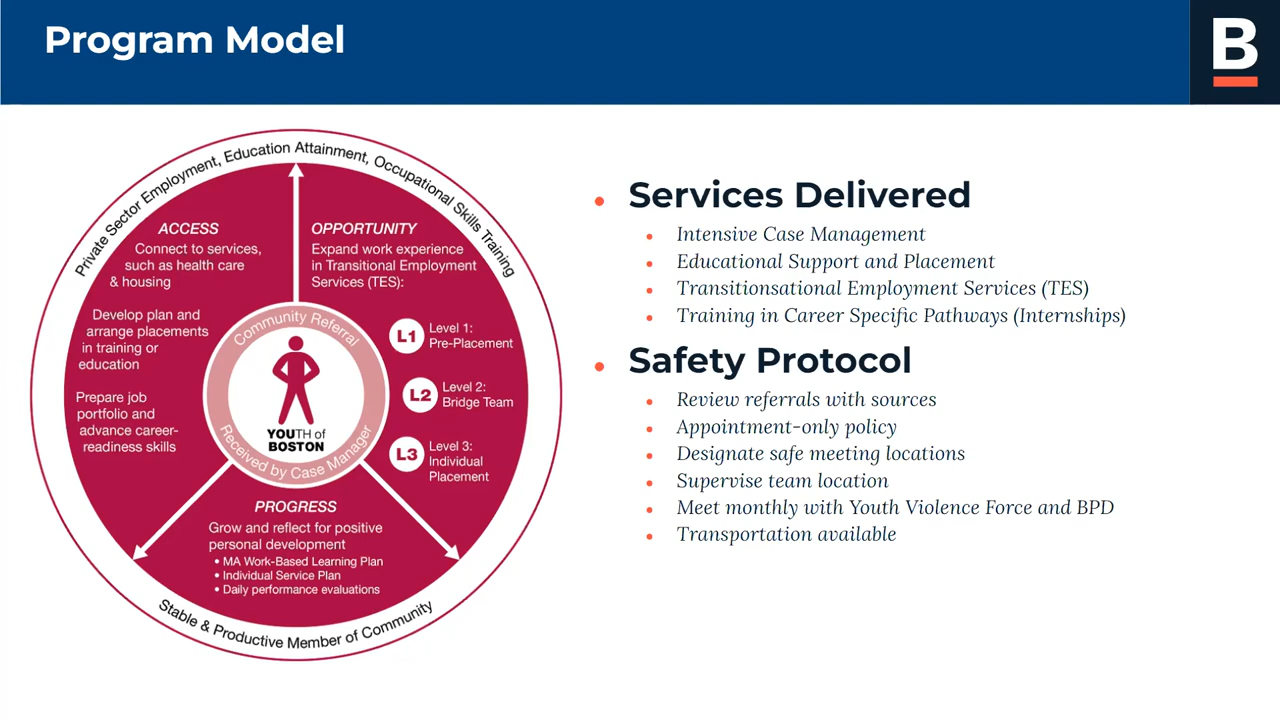 Program Model
B
Private Sector Employment, Education Attainment, Occupational Skills Training
ACCESS
Connect to services,
such as health care
& housing
Develop plan and
arrange placements
in training or
education
Prepare job
portfolio and
advance career-
readiness skills
OPPORTUNITY
Expand work experience
in Transitional Employment
Services (TES):
L1
Level 1:
Pre-Placement
L2
Level 2:
Bridge Team
L3
Level 3:
Individual
Placement
Community Referral
YOUTH of
BOSTON
Received by Case Manager
PROGRESS
Grow and reflect for positive
personal development
• MA Work-Based Learning Plan
• Individual Service Plan
• Daily performance evaluations
Stable & Productive Member of Community
• Services Delivered
• Intensive Case Management
• Educational Support and Placement
• Transitionsational Employment Services (TES)
• Training in Career Specific Pathways (Internships)
• Safety Protocol
• Review referrals with sources
• Appointment-only policy
• Designate safe meeting locations
• Supervise team location
• Meet monthly with Youth Violence Force and BPD
• Transportation available